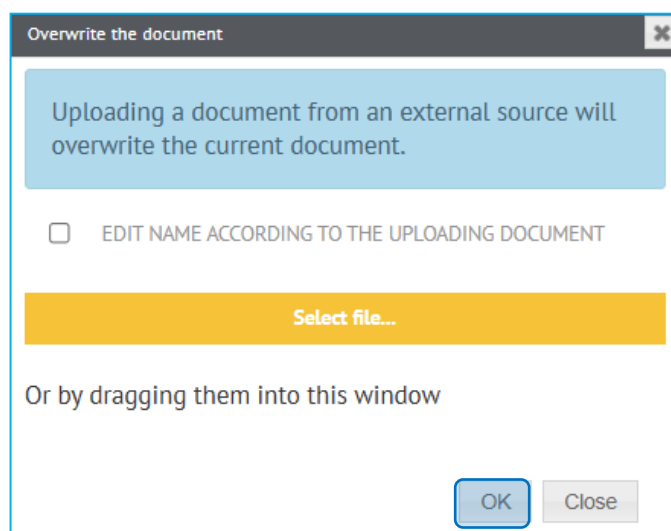 Overwrite the document
Uploading a document from an external source will
overwrite the current document.
EDIT NAME ACCORDING TO THE UPLOADING DOCUMENT
Select file...
Or by dragging them into this window
OK Close